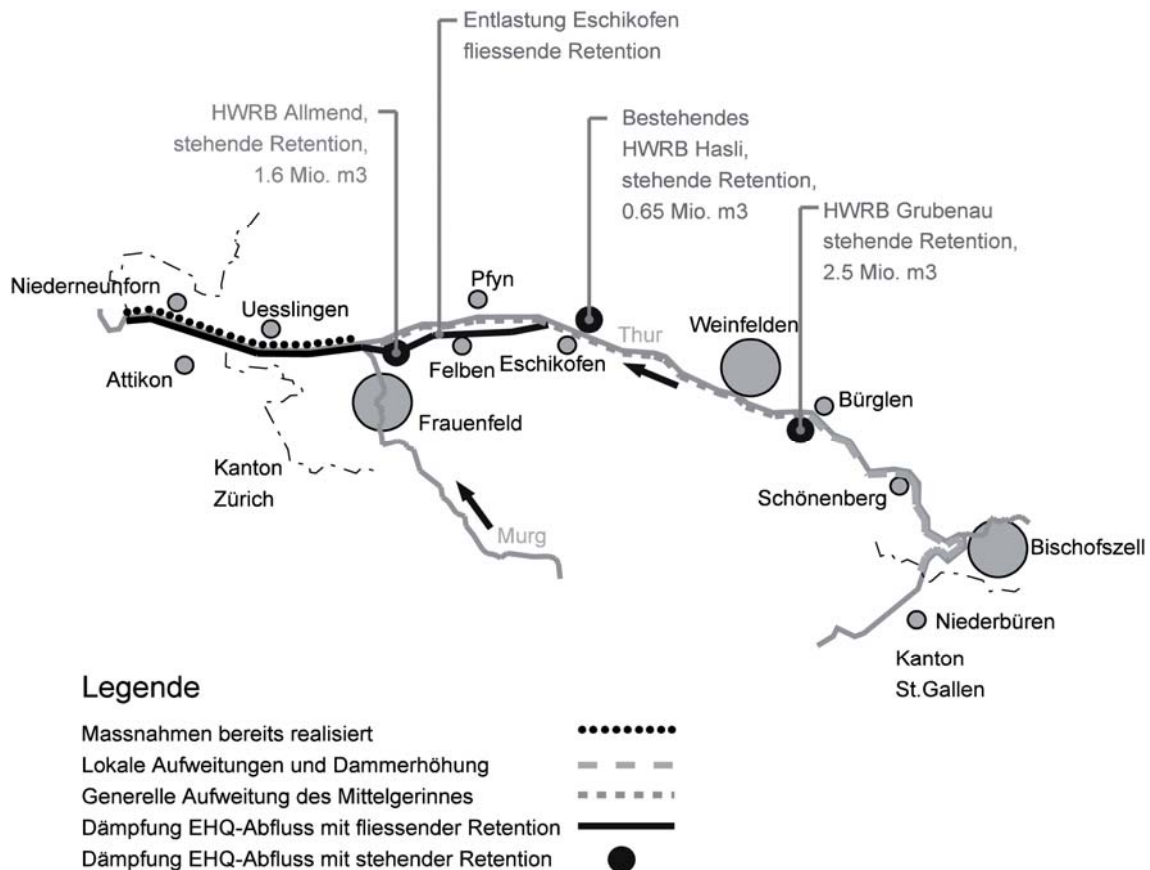 Entlastung Eschikofen
fliessende Retention
HWRB Allmend,
stehende Retention,
1.6 Mio. m3
Bestehendes
HWRB Hasli,
stehende Retention,
0.65 Mio. m3
HWRB Grubenau
stehende Retention,
2.5 Mio. m3
Niederneunforn
Uesslingen
Pfyn
Thur
Weinfelden
Attikon
Felben
Eschikofen
Bürglen
Frauenfeld
Kanton
Zürich
Schönenberg
Murg
Bischofszell
Niederbüren
Kanton
St.Gallen
Legende
Massnahmen bereits realisiert
Lokale Aufweitungen und Dammerhöhung
Generelle Aufweitung des Mittelgerinnes
Dämpfung EHQ-Abfluss mit fliessender Retention
Dämpfung EHQ-Abfluss mit stehender Retention